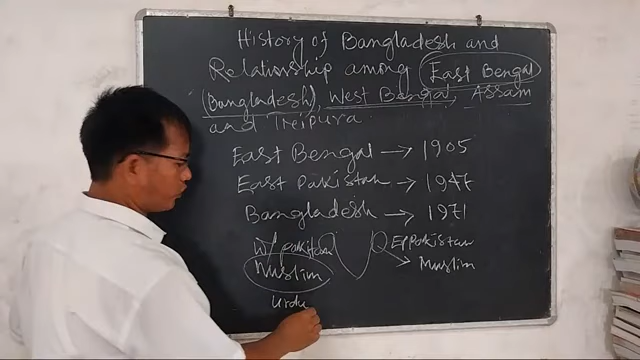 History of Bangladesh and
Relationship among East Bengal
(Bangladesh), West Bengal, Assam
and Tripura
East Bengal → 1905
East Pakistan → 1947
Bangladesh → 1971
W/ Pakistan E/ Pakistan
Muslim → Muslim
Urdu